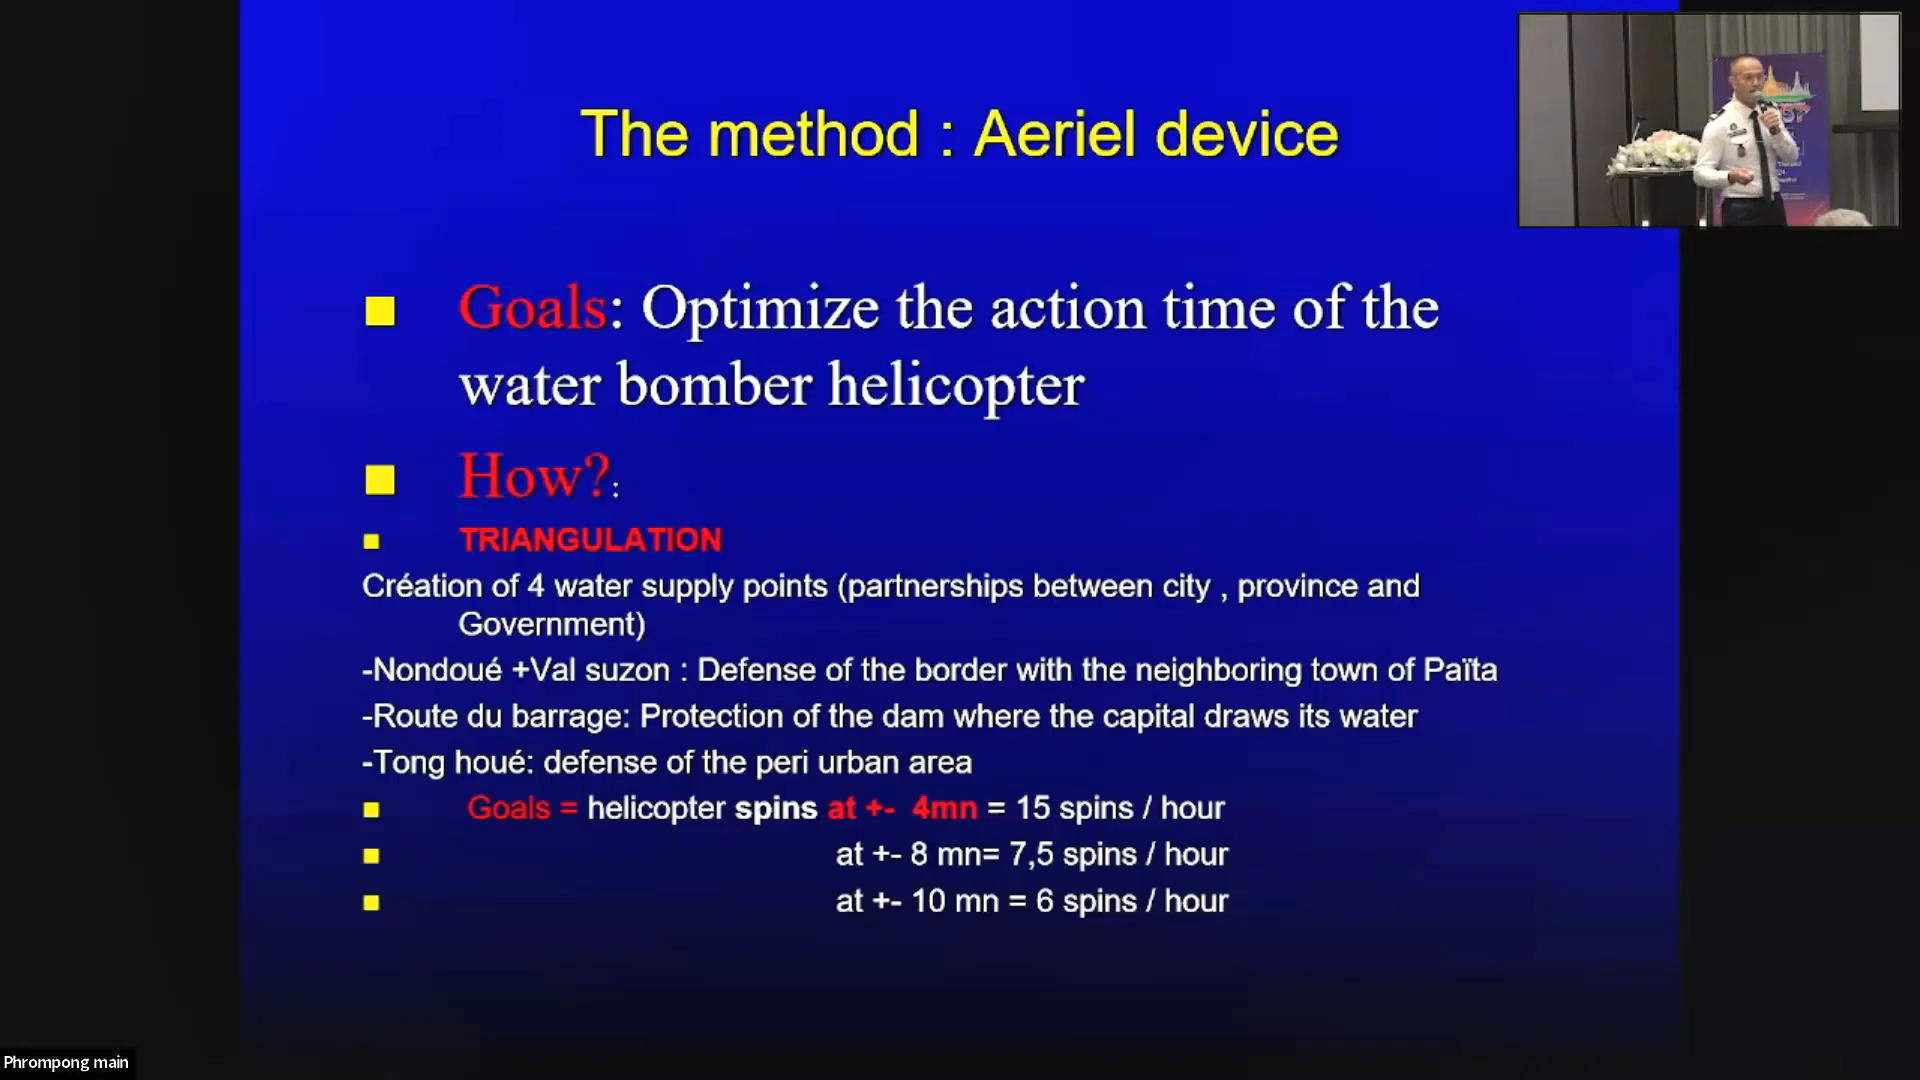 The method : Aeriel device
Goals: Optimize the action time of the
water bomber helicopter
How?:
TRIANGULATION
Création of 4 water supply points (partnerships between city , province and
Government)
-Nondoué +Val suzon : Defense of the border with the neighboring town of Païta
-Route du barrage: Protection of the dam where the capital draws its water
-Tong houé: defense of the peri urban area
Goals = helicopter spins at +- 4mn = 15 spins / hour
at +- 8 mn= 7,5 spins / hour
at +- 10 mn = 6 spins / hour
Phrompong main